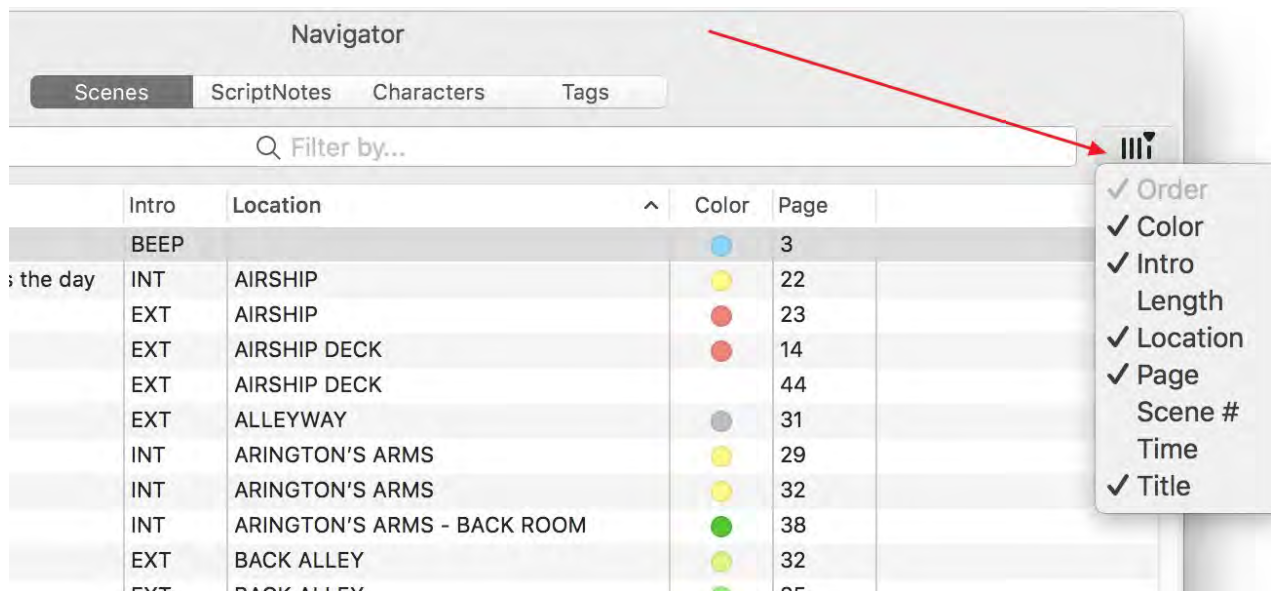 Navigator
Scenes ScriptNotes Characters Tags
Filter by...
Intro Location Color Page
BEEP 3
s the day INT AIRSHIP 22
EXT AIRSHIP 23
EXT AIRSHIP DECK 14
EXT AIRSHIP DECK 44
EXT ALLEYWAY 31
INT ARINGTON'S ARMS 29
INT ARINGTON'S ARMS 32
INT ARINGTON'S ARMS - BACK ROOM 38
EXT BACK ALLEY 32
EXT BACK ALLEY
✓ Order
✓ Color
✓ Intro
Length
✓ Location
✓ Page
Scene #
Time
✓ Title